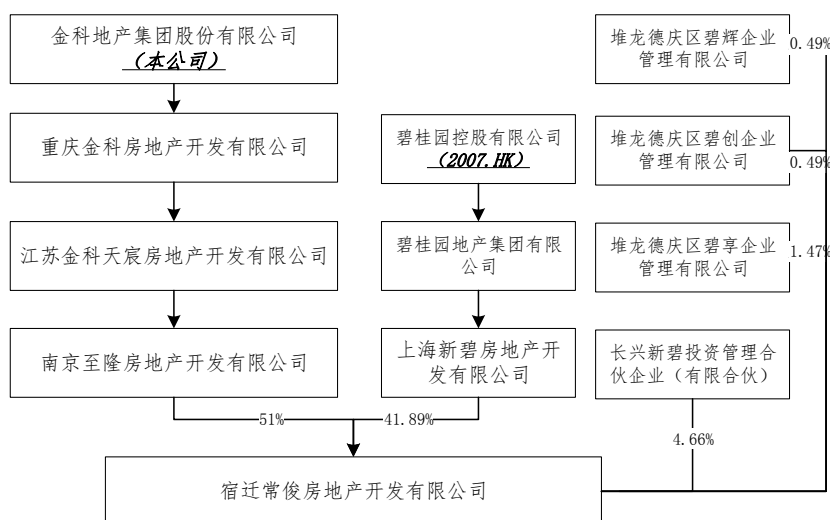 金科地产集团股份有限公司
（本公司）
重庆金科房地产开发有限公司
江苏金科天宸房地产开发有限公司
南京至隆房地产开发有限公司
碧桂园控股有限公司
（2007.HK）
碧桂园地产集团有限
公司
上海新碧房地产开
发有限公司
堆龙德庆区碧辉企业
管理有限公司
0.49%
堆龙德庆区碧创企业
管理有限公司
0.49%
堆龙德庆区碧享企业
管理有限公司
1.47%
长兴新碧投资管理合
伙企业（有限合伙）
51%
41.89%
4.66%
宿迁常俊房地产开发有限公司